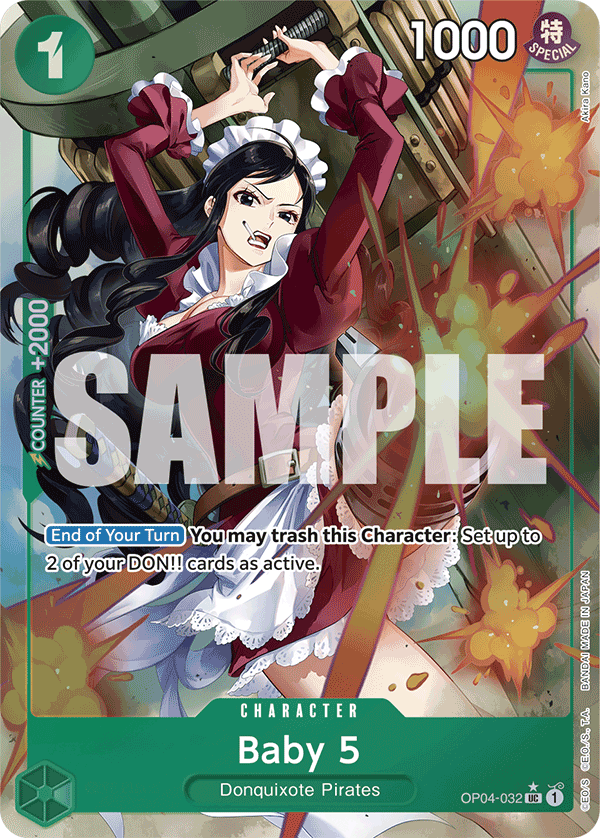 1
1000
特
SPECIAL
Akira Kano
COUNTER +2000
SAMPLE
End of Your Turn You may trash this Character: Set up to
2 of your DON!! cards as active.
CHARACTER
Baby 5
Donquixote Pirates
OP04-032 UC 1
©E.O/S ©E.O./S., T.A. BANDAI MADE IN JAPAN